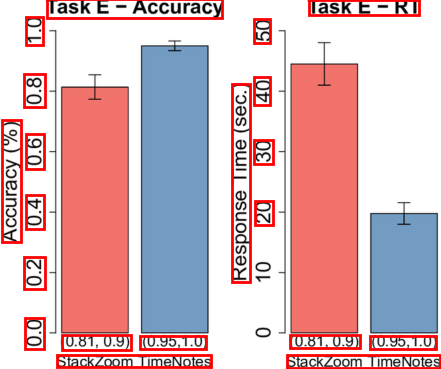 Task E − Accuracy
Accuracy (%)
1.0
0.8
0.6
0.4
0.2
0.0
(0.81, 0.9)
(0.95,1.0)
StackZoom
TimeNotes
Task E − RT
Response Time (sec.
50
40
30
20
10
0
0.81, 0.9)
(0.95,1.0)
StackZoom
TimeNotes